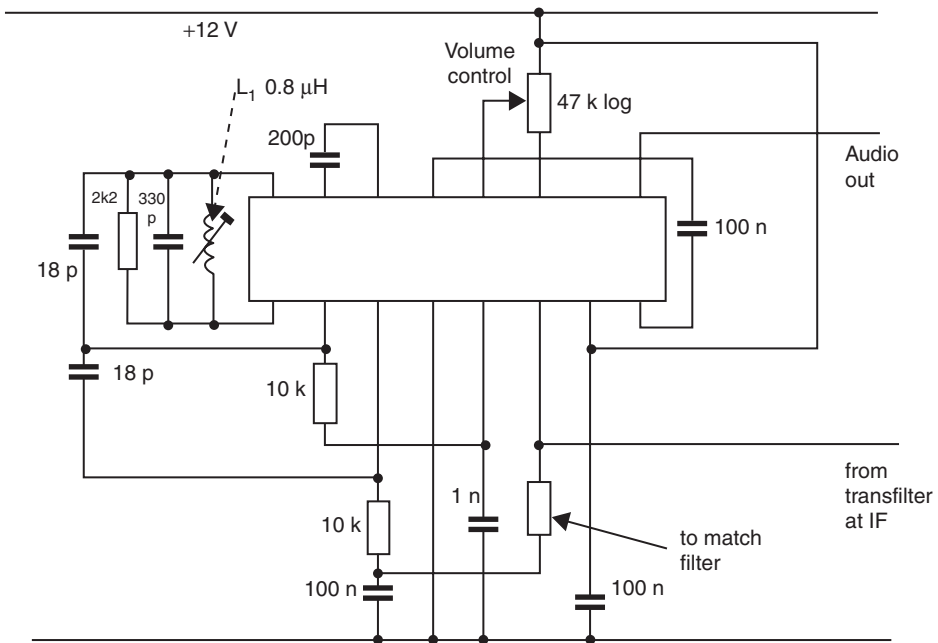 +12 V
Volume
control
L1 0.8 μH
47 k log
200p
Audio
out
2k2
330
p
100 n
18 p
18 p
10 k
from
transfilter
at IF
1 n
10 k
to match
filter
100 n
100 n